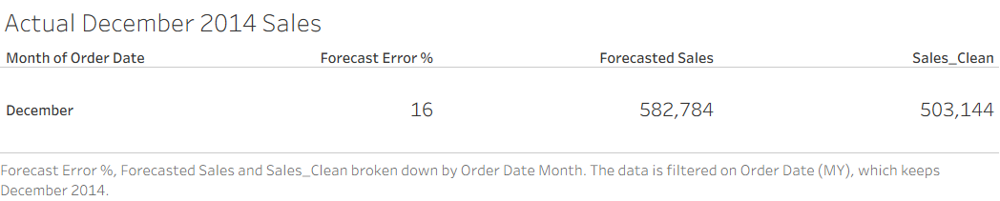 Actual December 2014 Sales
Month of Order Date Forecast Error % Forecasted Sales Sales_Clean
December 16 582,784 503,144
Forecast Error %, Forecasted Sales and Sales_Clean broken down by Order Date Month. The data is filtered on Order Date (MY), which keeps
December 2014.